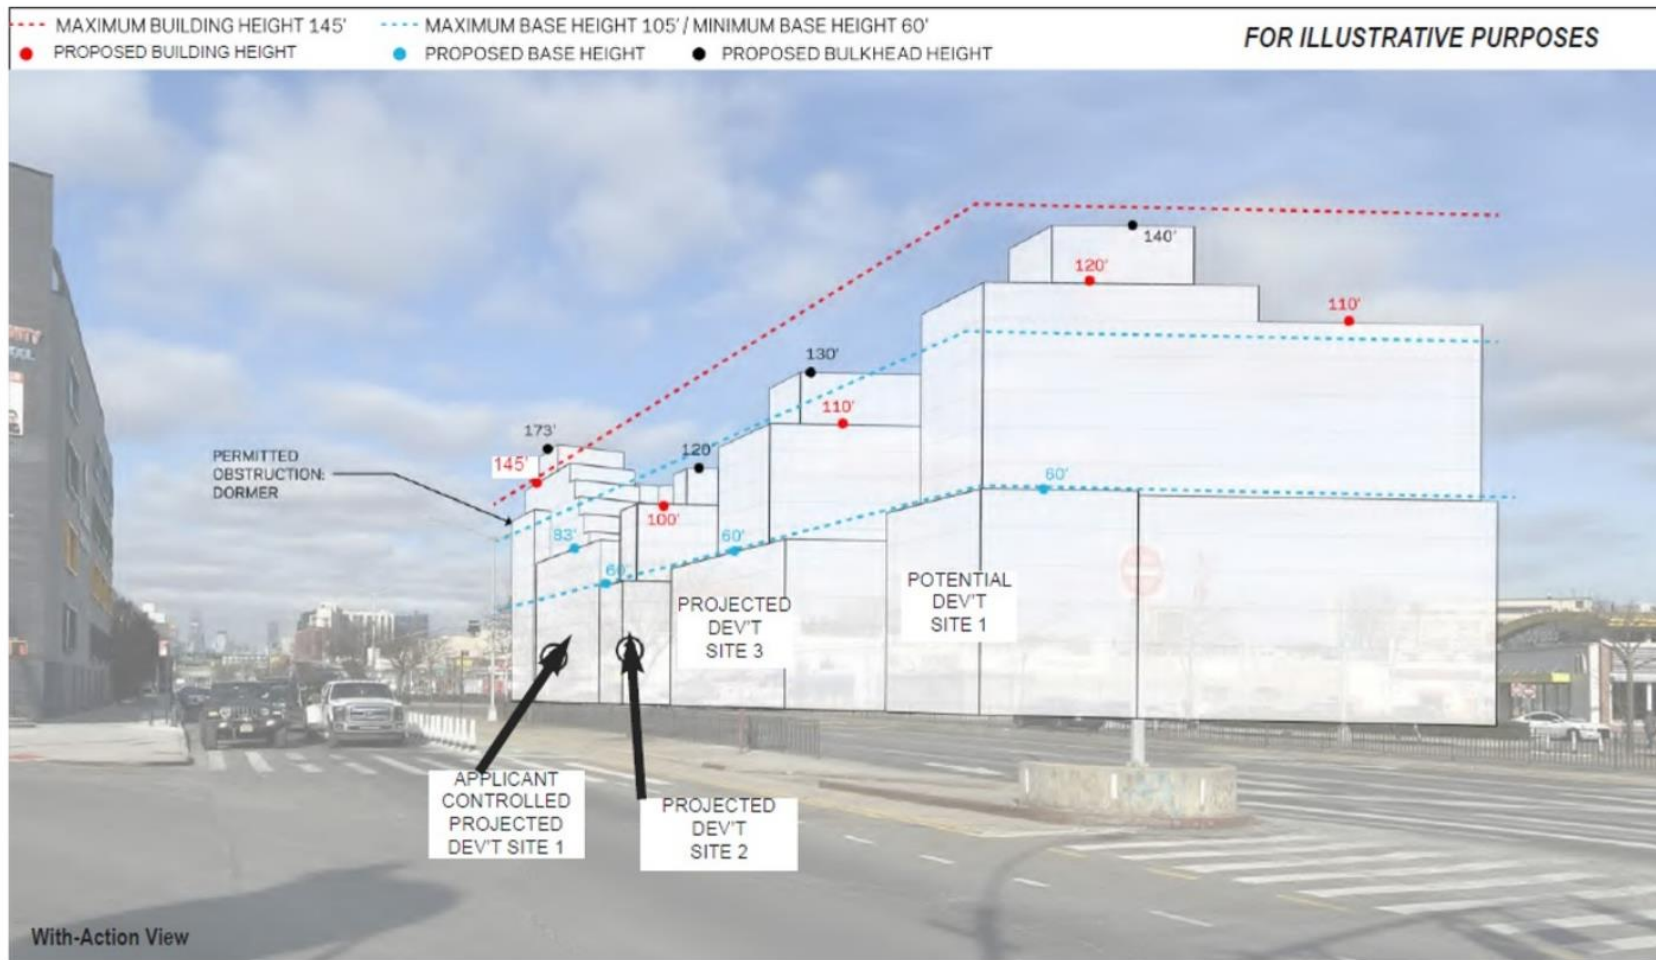 MAXIMUM BUILDING HEIGHT 145'
MAXIMUM BASE HEIGHT 105' / MINIMUM BASE HEIGHT 60'
FOR ILLUSTRATIVE PURPOSES
PROPOSED BUILDING HEIGHT
PROPOSED BASE HEIGHT
PROPOSED BULKHEAD HEIGHT
140'
120'
110'
130'
110'
173'
145'
120'
PERMITTED
OBSTRUCTION:
DORMER
100'
60'
83'
60'
60'
POTENTIAL
DEV'T
SITE 1
PROJECTED
DEV'T
SITE 3
APPLICANT
CONTROLLED
PROJECTED
DEV'T SITE 1
PROJECTED
DEV'T
SITE 2
With-Action View